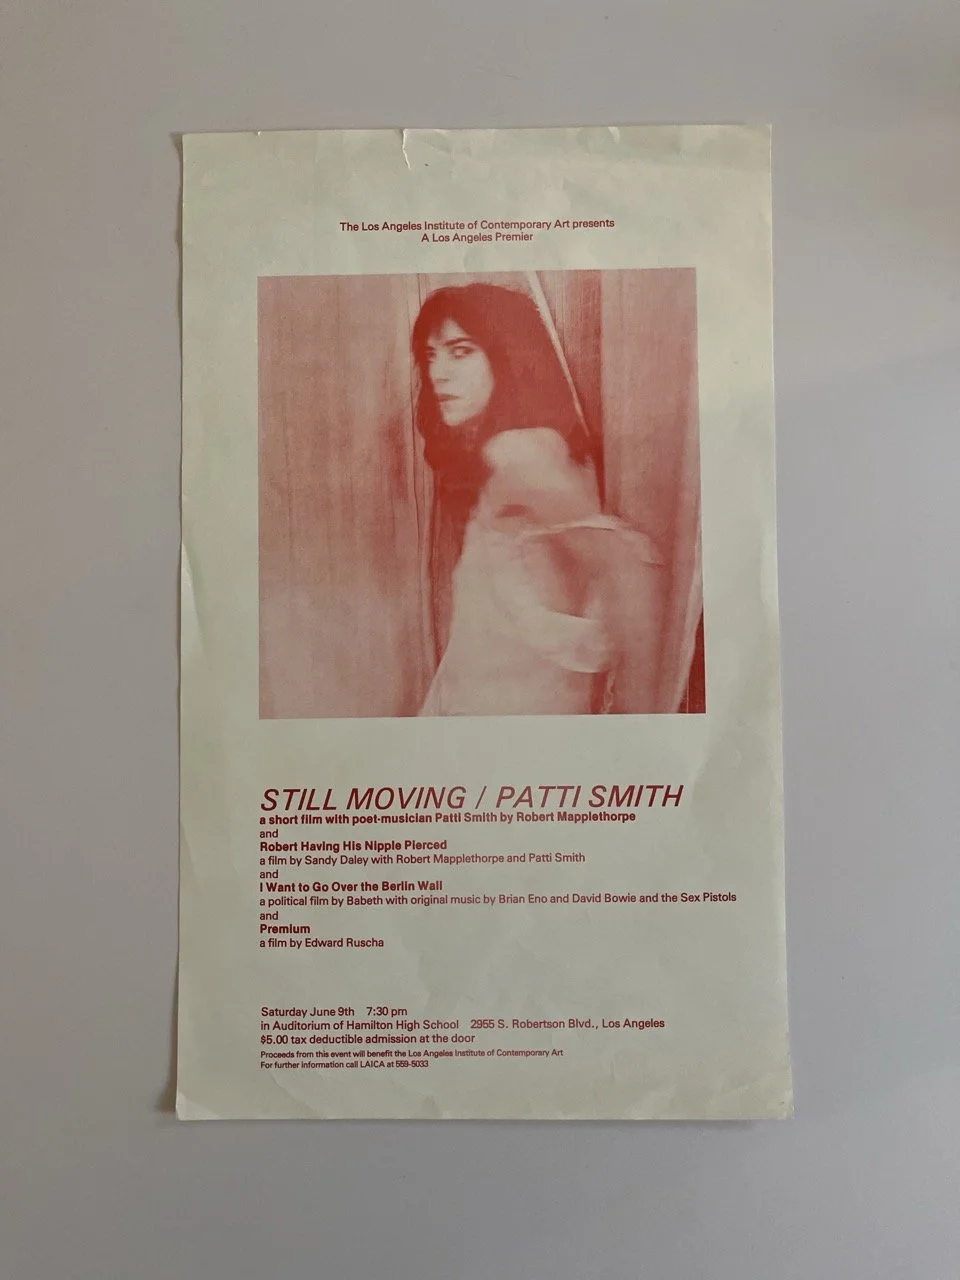 The Los Angeles Institute of Contemporary Art presents
A Los Angeles Premier
STILL MOVING / PATTI SMITH
a short film with poet-musician Patti Smith by Robert Mapplethorpe
and
Robert Having His Nipple Pierced
a film by Sandy Daley with Robert Mapplethorpe and Patti Smith
and
I Want to Go Over the Berlin Wall
a political film by Babeth with original music by Brian Eno and David Bowie and the Sex Pistols
and
Premium
a film by Edward Ruscha
Saturday June 9th 7:30 pm
in Auditorium of Hamilton High School 2955 S. Robertson Blvd., Los Angeles
$5.00 tax deductible admission at the door
Proceeds from this event will benefit the Los Angeles Institute of Contemporary Art
For further information call LAICA at 559-5033